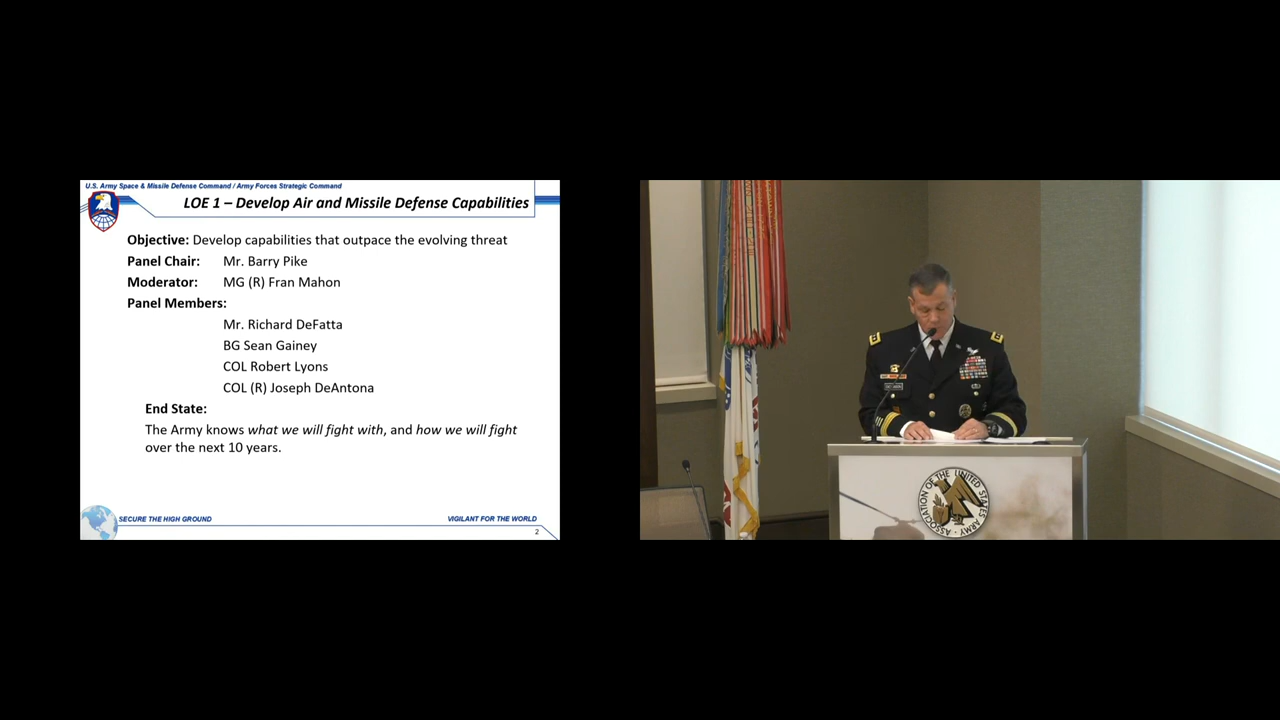 U.S. Army Space & Missile Defense Command / Army Forces Strategic Command
LOE 1 – Develop Air and Missile Defense Capabilities
Objective: Develop capabilities that outpace the evolving threat
Panel Chair: Mr. Barry Pike
Moderator: MG (R) Fran Mahon
Panel Members:
Mr. Richard DeFatta
BG Sean Gainey
COL Robert Lyons
COL (R) Joseph DeAntona
End State:
The Army knows what we will fight with, and how we will fight
over the next 10 years.
SECURE THE HIGH GROUND
VIGILANT FOR THE WORLD
2
ASSOCIATION OF THE UNITED STATES ARMY